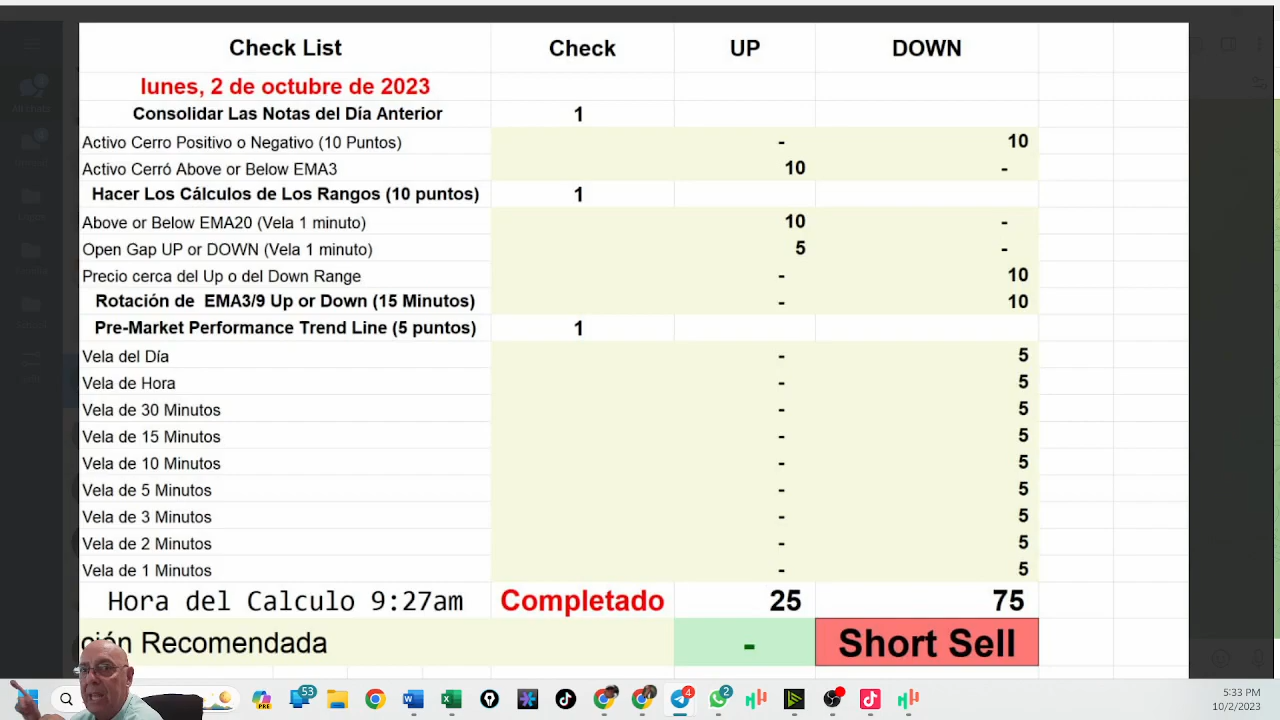 Check List Check UP DOWN
lunes, 2 de octubre de 2023
Consolidar Las Notas del Día Anterior 1
Activo Cerro Positivo o Negativo (10 Puntos) - 10
Activo Cerró Above or Below EMA3 10 -
Hacer Los Cálculos de Los Rangos (10 puntos) 1
Above or Below EMA20 (Vela 1 minuto) 10 -
Open Gap UP or DOWN (Vela 1 minuto) 5 -
Precio cerca del Up o del Down Range - 10
Rotación de EMA3/9 Up or Down (15 Minutos) - 10
Pre-Market Performance Trend Line (5 puntos) 1
Vela del Día - 5
Vela de Hora - 5
Vela de 30 Minutos - 5
Vela de 15 Minutos - 5
Vela de 10 Minutos - 5
Vela de 5 Minutos - 5
Vela de 3 Minutos - 5
Vela de 2 Minutos - 5
Vela de 1 Minutos - 5
Hora del Calculo 9:27am Completado 25 75
ción Recomendada - Short Sell
53
4
2
5:33 PM
10/2/2023